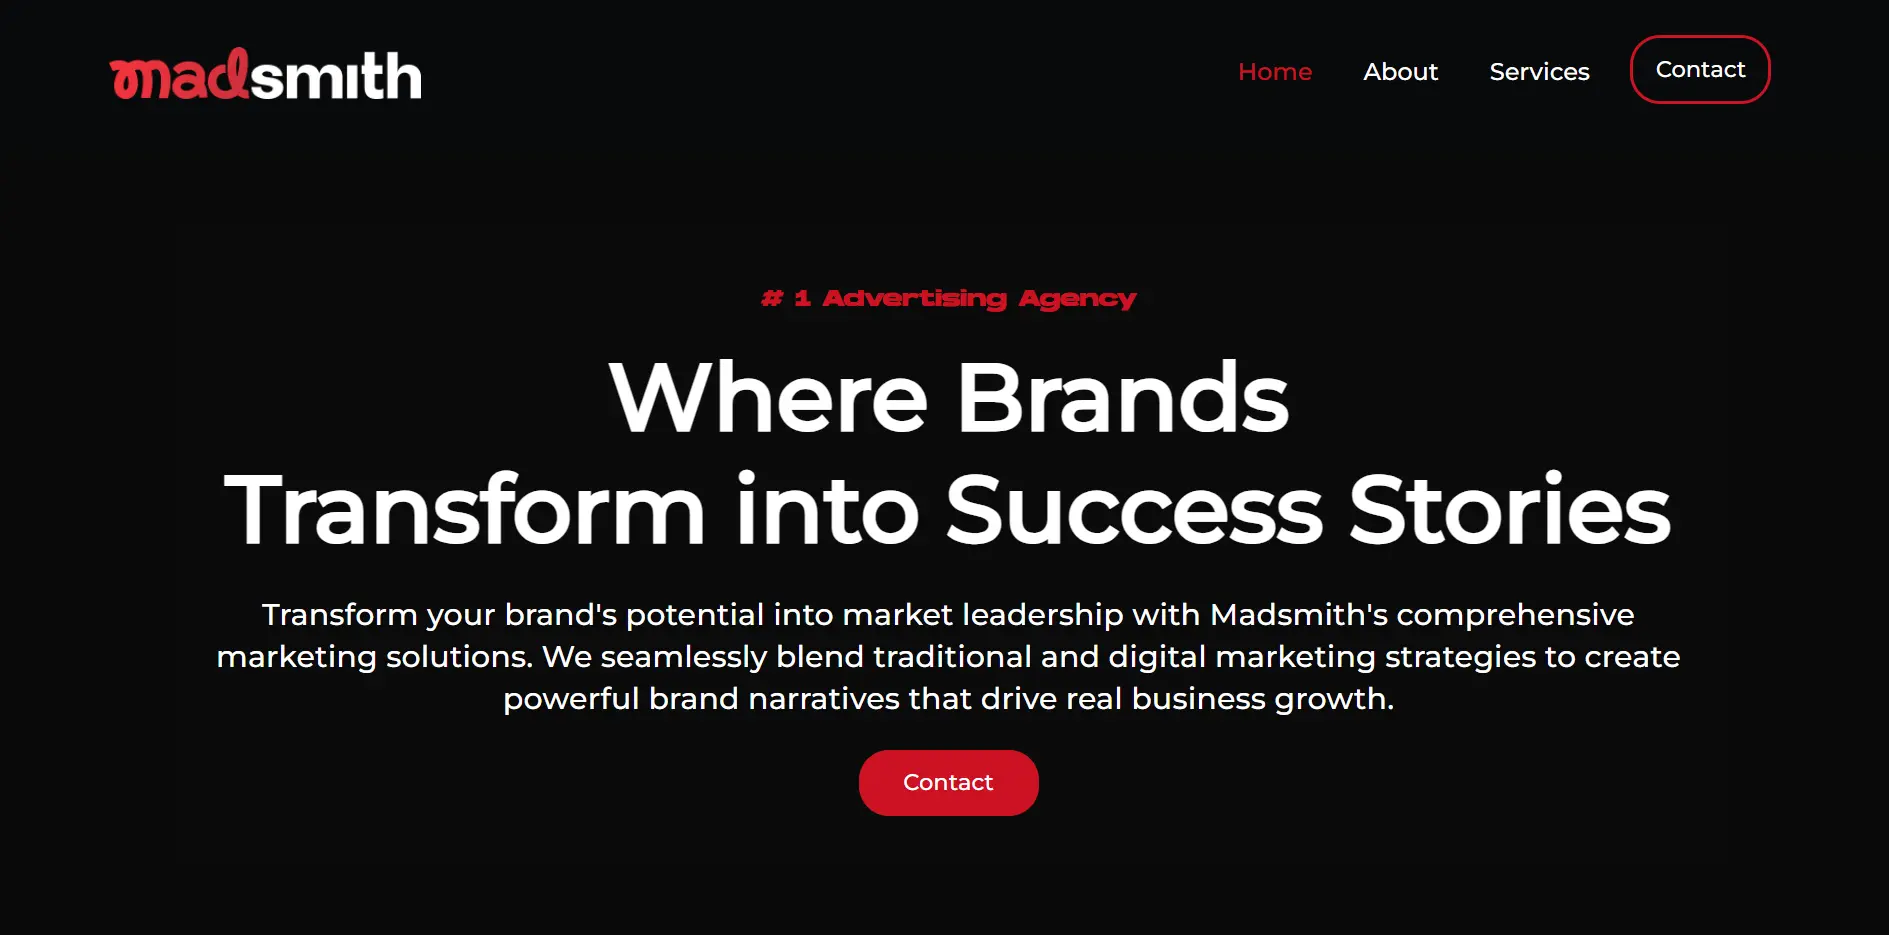 madsmith
Home
About
Services
Contact
# 1 Advertising Agency
Where Brands
Transform into Success Stories
Transform your brand's potential into market leadership with Madsmith's comprehensive
marketing solutions. We seamlessly blend traditional and digital marketing strategies to create
powerful brand narratives that drive real business growth.
Contact